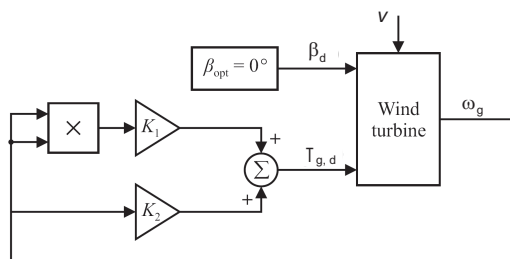 v
β_opt = 0°
β_d
Wind
turbine
ω_g
×
K_1
+
Σ
T_g, d
+
K_2